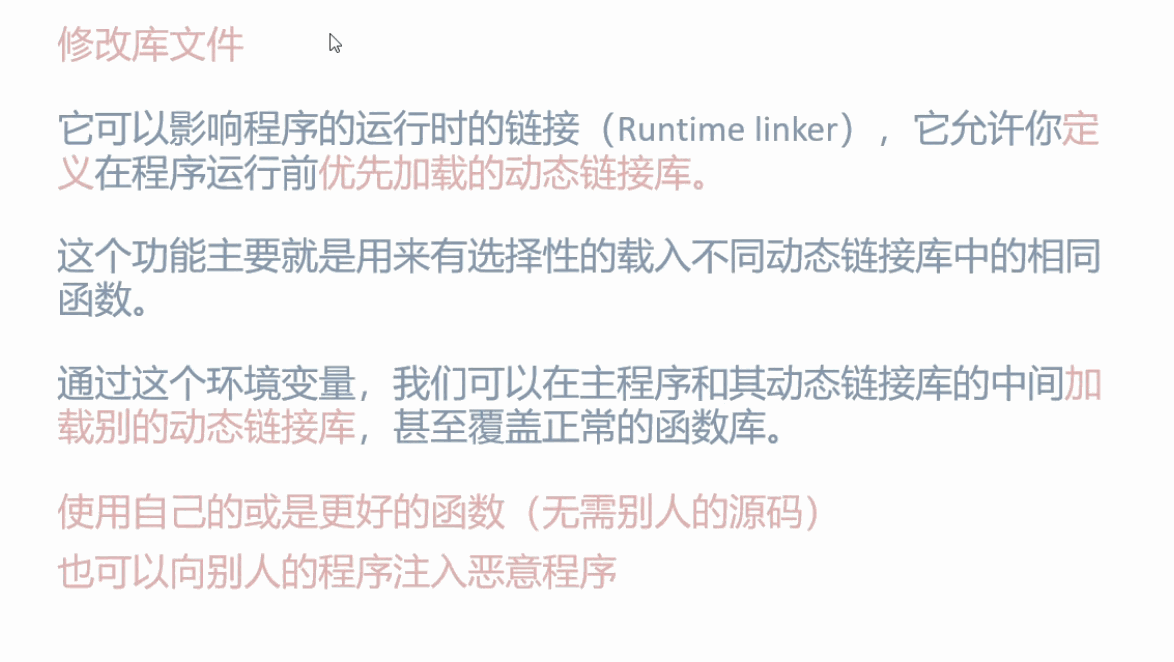 修改库文件
它可以影响程序的运行时的链接（Runtime linker），它允许你定
义在程序运行前优先加载的动态链接库。
这个功能主要就是用来有选择性的载入不同动态链接库中的相同
函数。
通过这个环境变量，我们可以在主程序和其动态链接库的中间加
载别的动态链接库，甚至覆盖正常的函数库。
使用自己的或是更好的函数（无需别人的源码）
也可以向别人的程序注入恶意程序